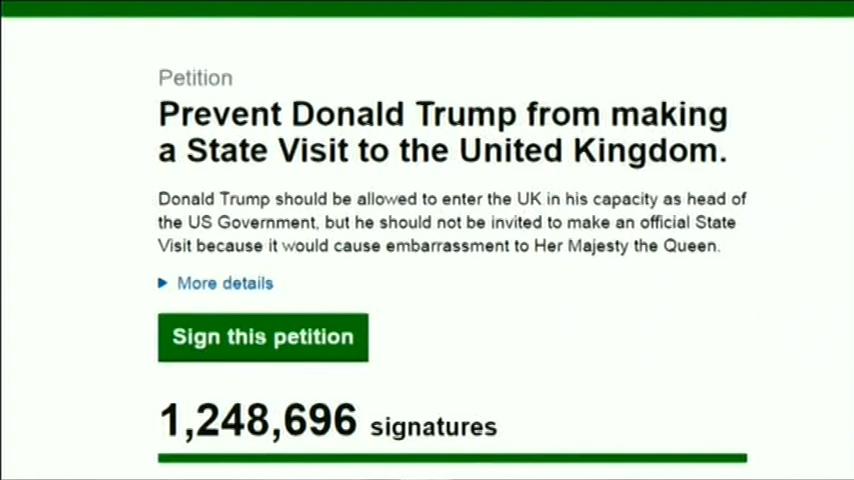 Petition
Prevent Donald Trump from making
a State Visit to the United Kingdom.
Donald Trump should be allowed to enter the UK in his capacity as head of
the US Government, but he should not be invited to make an official State
Visit because it would cause embarrassment to Her Majesty the Queen.
More details
Sign this petition
1,248,696 signatures